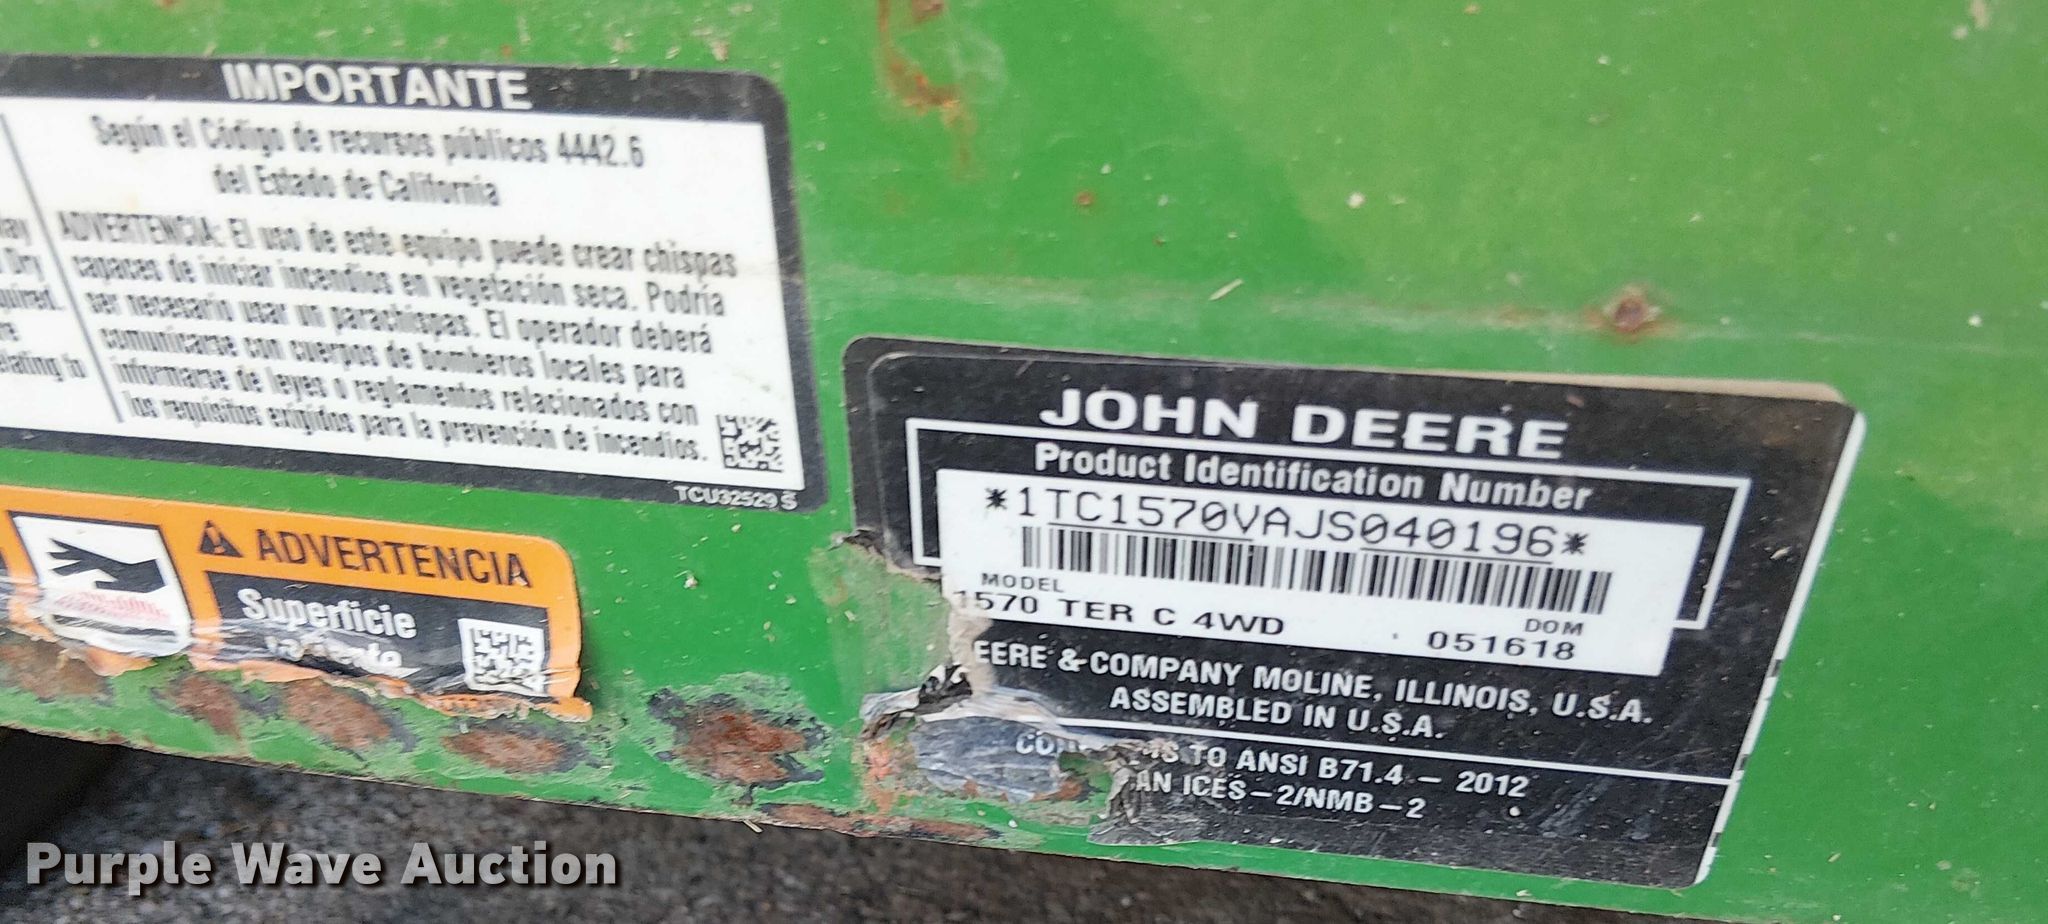 IMPORTANTE
Según el Código de recursos públicos 4442.6
del Estado de California
ADVERTENCIA: El uso de este equipo puede crear chispas
capaces de iniciar incendios en vegetación seca. Podría
ser necesario usar un parachispas. El operador deberá
comunicarse con cuerpos de bomberos locales para
informarse de leyes o reglamentos relacionados con
los requisitos exigidos para la prevención de incendios.
TCU32529 S
Dry
elating to
ADVERTENCIA
Superficie
JOHN DEERE
Product Identification Number
*1TC1570VAJS040196*
MODEL
1570 TER C 4WD
DOM
051618
EERE & COMPANY MOLINE, ILLINOIS, U.S.A.
ASSEMBLED IN U.S.A.
TO ANSI B71.4 – 2012
AN ICES – 2/NMB – 2
Purple Wave Auction